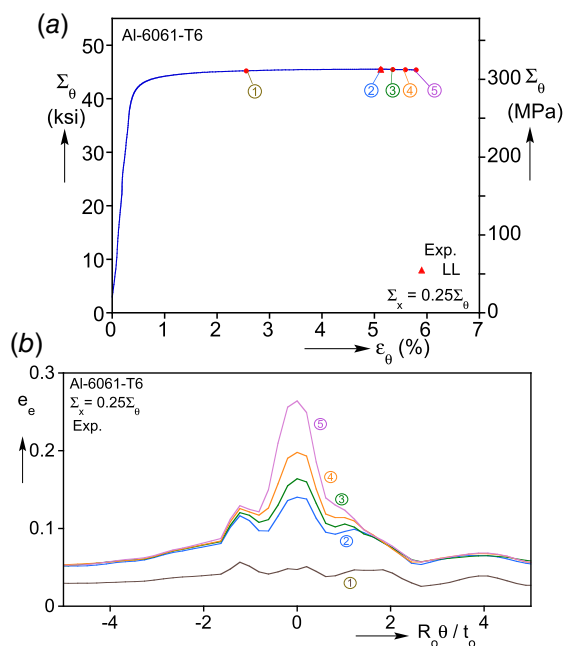 (a)
Al-6061-T6
50
40
30
20
10
0
Σθ
(ksi)
300
200
100
0
Σθ
(MPa)
① ② ③ ④ ⑤
Exp.
▲ LL
Σx = 0.25Σθ
0 1 2 3 4 5 6 7
εθ (%)
(b)
Al-6061-T6
Σx = 0.25Σθ
Exp.
0.3
0.2
0.1
0
ee
⑤
④
③
②
①
-4 -2 0 2 4
Roθ / to